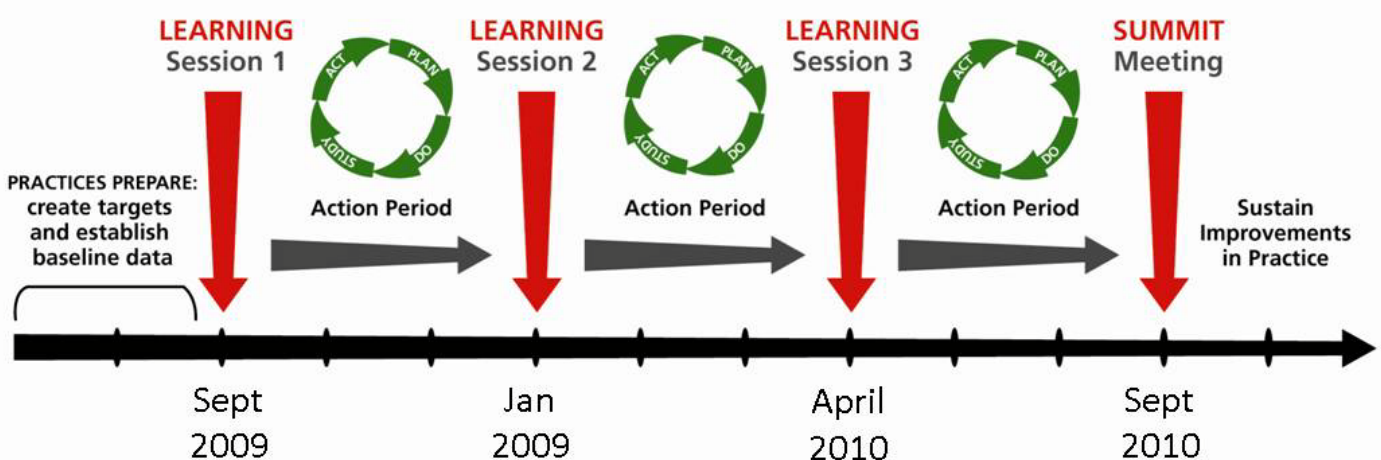 LEARNING
Session 1
ACT
PLAN
DO
STUDY
LEARNING
Session 2
ACT
PLAN
DO
STUDY
LEARNING
Session 3
ACT
PLAN
DO
STUDY
SUMMIT
Meeting
PRACTICES PREPARE:
create targets
and establish
baseline data
Action Period
Action Period
Action Period
Sustain
Improvements
in Practice
Sept
2009
Jan
2009
April
2010
Sept
2010